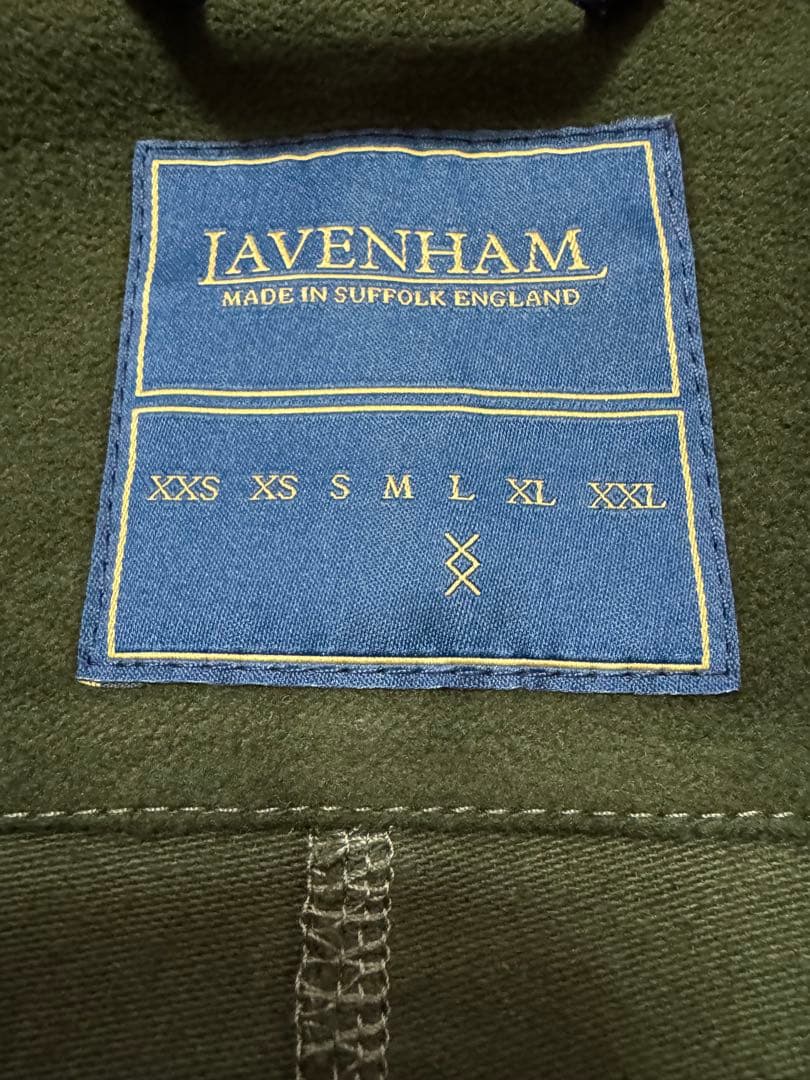 LAVENHAM
MADE IN SUFFOLK ENGLAND
XXS XS S M L XL XXL